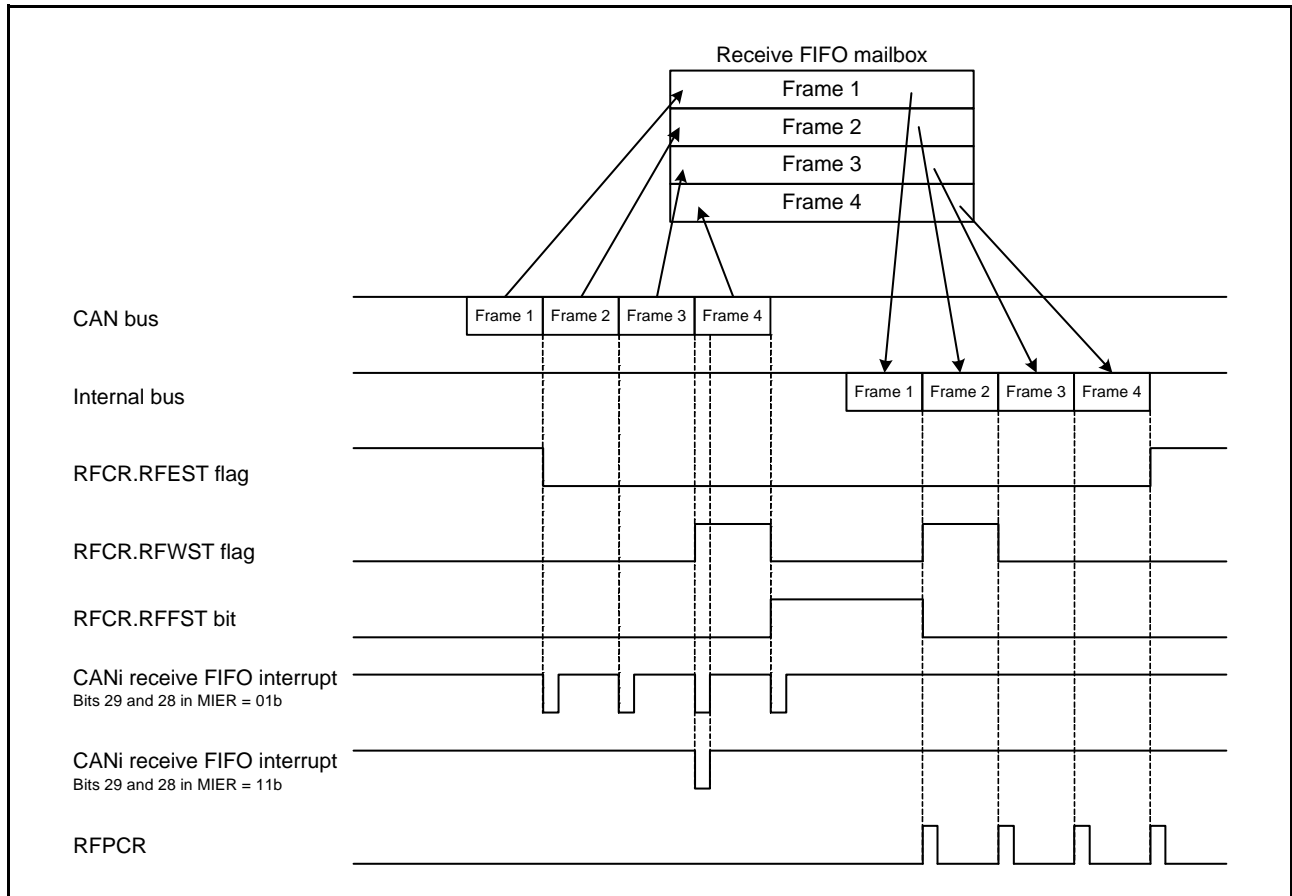 Receive FIFO mailbox
Frame 1
Frame 2
Frame 3
Frame 4
CAN bus
Frame 1 Frame 2 Frame 3 Frame 4
Internal bus
Frame 1 Frame 2 Frame 3 Frame 4
RFCR.RFEST flag
RFCR.RFWST flag
RFCR.RFFST bit
CANi receive FIFO interrupt
Bits 29 and 28 in MIER = 01b
CANi receive FIFO interrupt
Bits 29 and 28 in MIER = 11b
RFPCR